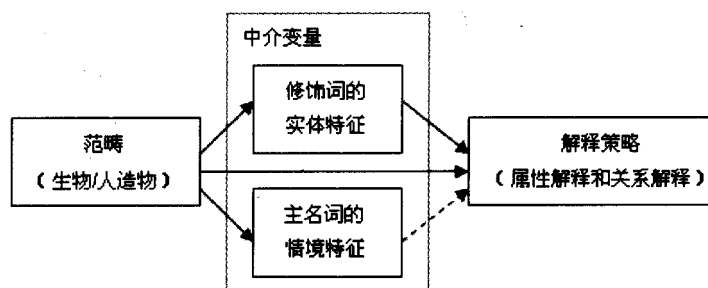 中介变量
修饰词的
实体特征
范畴
（生物/人造物）
解释策略
（属性解释和关系解释）
主名词的
情境特征